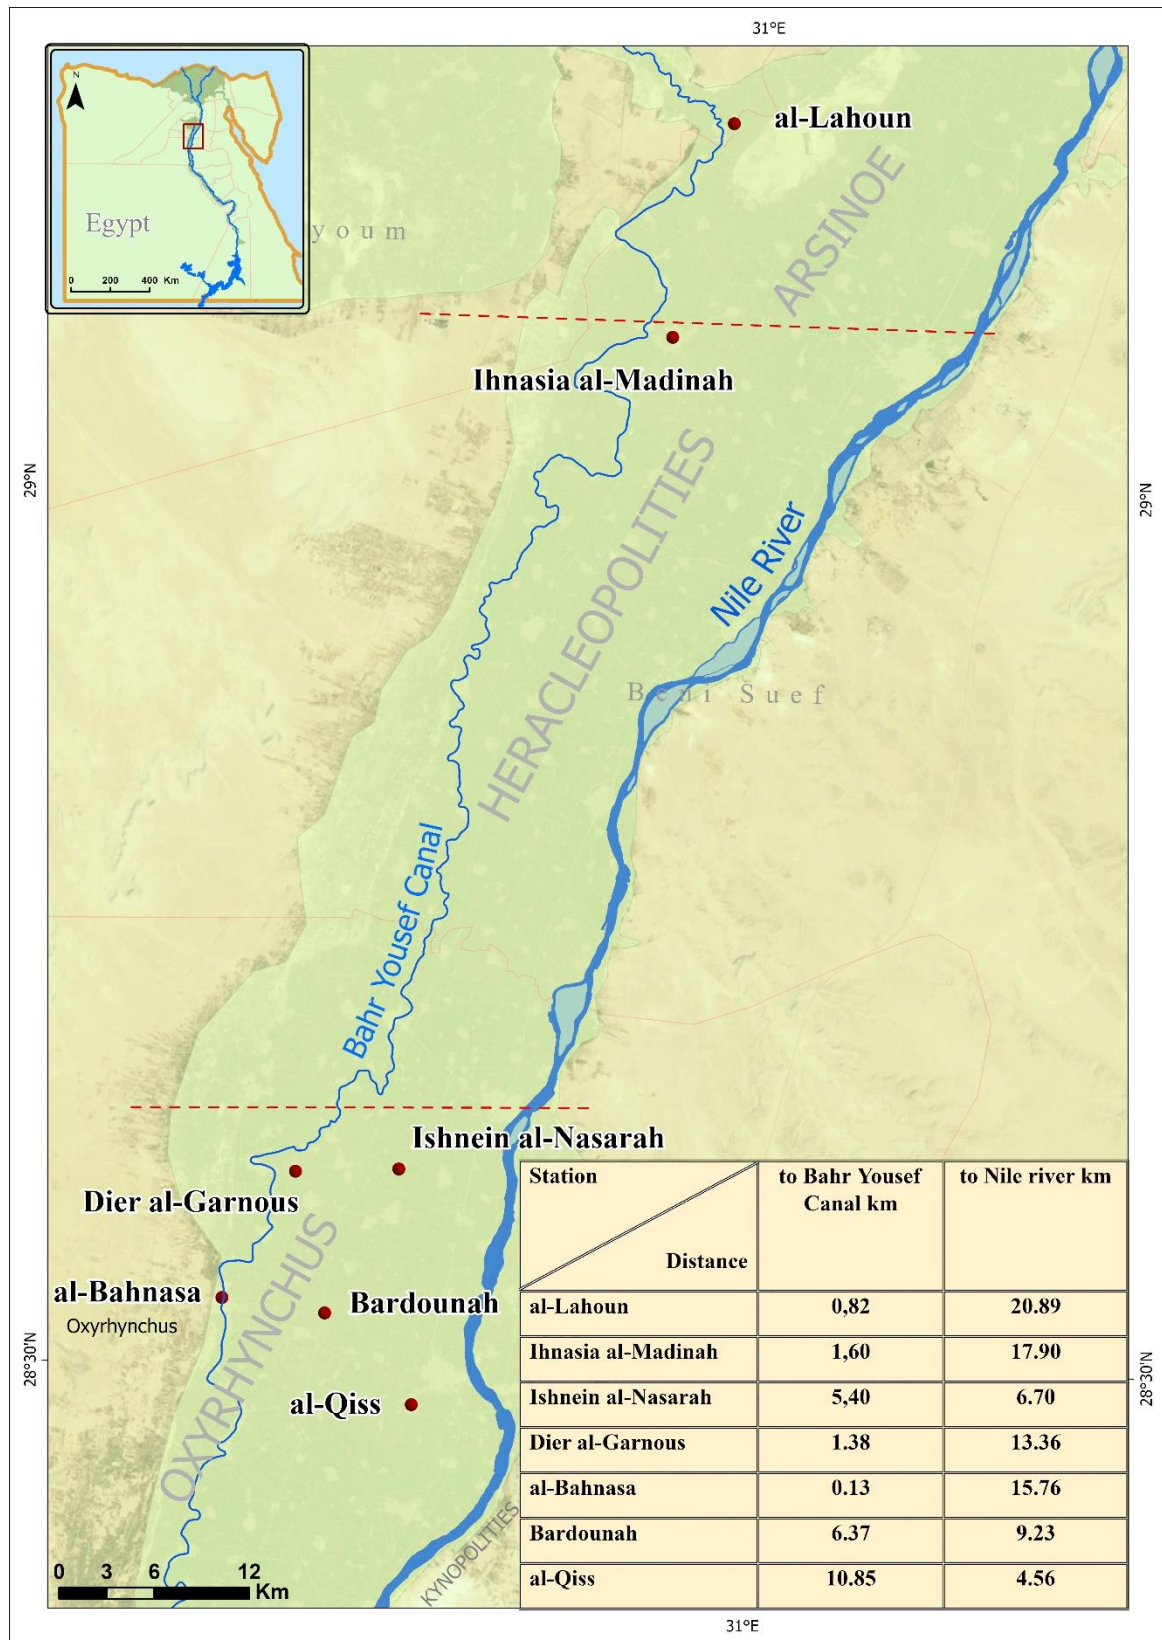 31°E
N
Egypt
0 200 400 Km
youm
al-Lahoun
ARSINOE
Ihnasia al-Madinah
29°N
29°N
HERACLEOPOLITIES
Nile River
Beni Suef
Bahr Yousef Canal
Ishnein al-Nasarah
Dier al-Garnous
OXYRHYNCHUS
al-Bahnasa
Oxyrhynchus
Bardounah
28°30'N
28°30'N
al-Qiss
KYNOPOLITIES
0 3 6 12
Km
Station Distance to Bahr Yousef Canal km to Nile river km
al-Lahoun 0,82 20.89
Ihnasia al-Madinah 1,60 17.90
Ishnein al-Nasarah 5,40 6.70
Dier al-Garnous 1.38 13.36
al-Bahnasa 0.13 15.76
Bardounah 6.37 9.23
al-Qiss 10.85 4.56
31°E